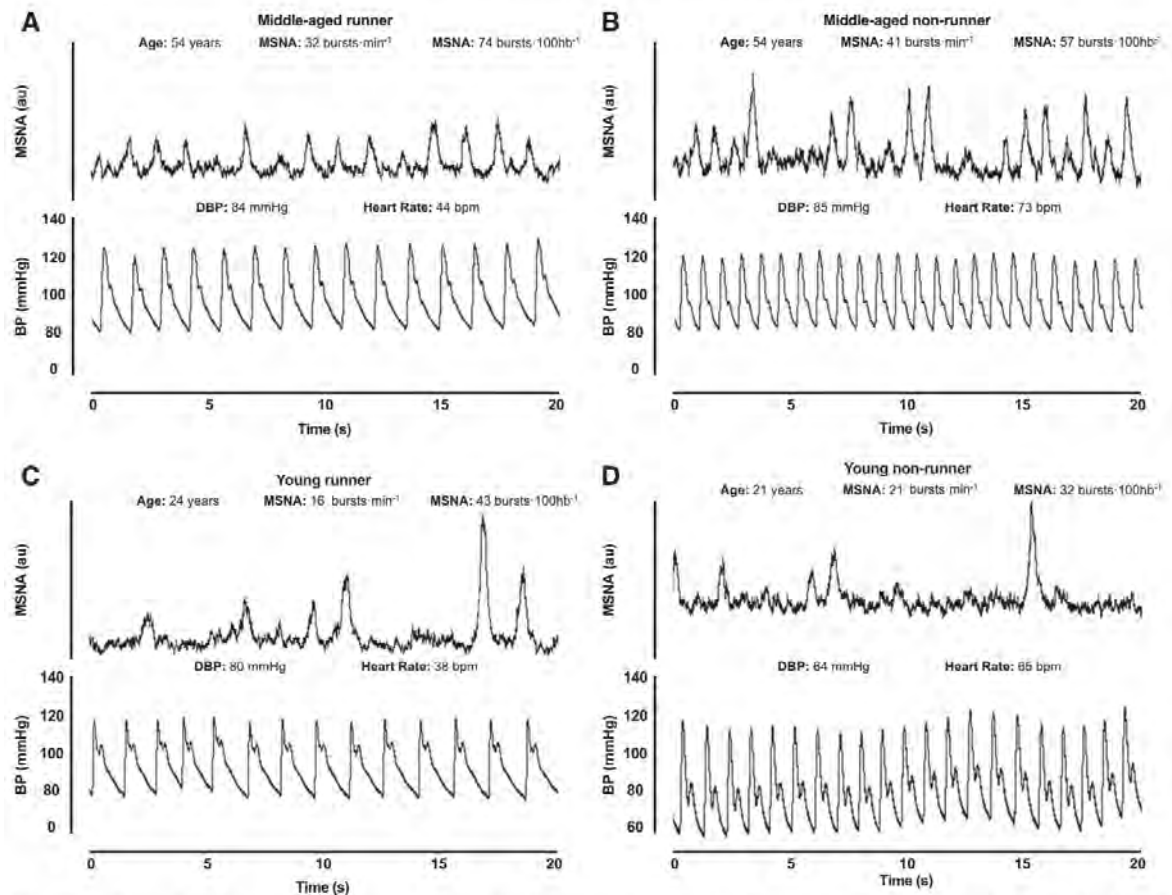 A
Middle-aged runner
Age: 54 years MSNA: 32 bursts·min⁻¹ MSNA: 74 bursts·100hb⁻¹
MSNA (au)
DBP: 84 mmHg Heart Rate: 44 bpm
BP (mmHg)
140
120
100
80
0
0 5 10 15 20
Time (s)
B
Middle-aged non-runner
Age: 54 years MSNA: 41 bursts·min⁻¹ MSNA: 57 bursts·100hb⁻¹
MSNA (au)
DBP: 85 mmHg Heart Rate: 73 bpm
BP (mmHg)
140
120
100
80
0
0 5 10 15 20
Time (s)
C
Young runner
Age: 24 years MSNA: 16 bursts·min⁻¹ MSNA: 43 bursts·100hb⁻¹
MSNA (au)
DBP: 80 mmHg Heart Rate: 38 bpm
BP (mmHg)
140
120
100
80
0
0 5 10 15 20
Time (s)
D
Young non-runner
Age: 21 years MSNA: 21 bursts·min⁻¹ MSNA: 32 bursts·100hb⁻¹
MSNA (au)
DBP: 64 mmHg Heart Rate: 65 bpm
BP (mmHg)
140
120
100
80
60
0 5 10 15 20
Time (s)